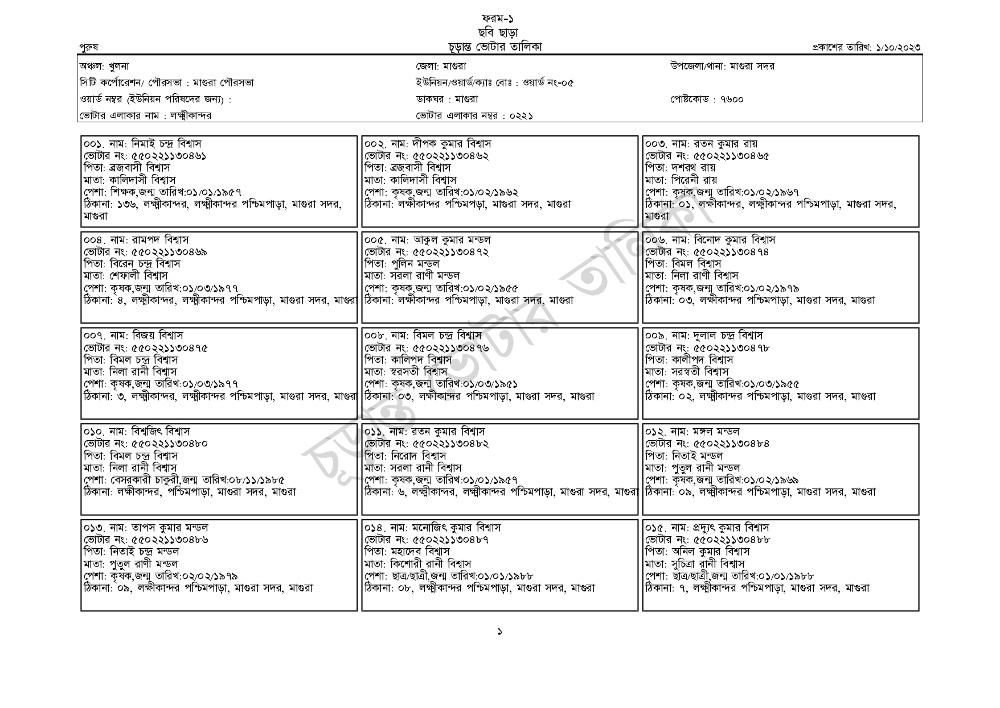 ফরম-১
ছবি ছাড়া
পুরুষ চূড়ান্ত ভোটার তালিকা প্রকাশের তারিখ: ১/১০/২০২৩
অঞ্চল: খুলনা জেলা: মাগুরা উপজেলা/থানা: মাগুরা সদর
সিটি কর্পোরেশন/ পৌরসভা : মাগুরা পৌরসভা ইউনিয়ন/ওয়ার্ড/ক্যাঃ বোঃ : ওয়ার্ড নং-০৫
ওয়ার্ড নম্বর (ইউনিয়ন পরিষদের জন্য) : ডাকঘর : মাগুরা পোষ্টকোড : ৭৬০০
ভোটার এলাকার নাম : লক্ষ্মীকান্দর ভোটার এলাকার নম্বর : ০২২১
০০১. নাম: নিমাই চন্দ্র বিশ্বাস
ভোটার নং: ৫৫০২২১১৩০৪৬১
পিতা: ব্রজবাসী বিশ্বাস
মাতা: কালিদাসী বিশ্বাস
পেশা: শিক্ষক,জন্ম তারিখ:০১/০১/১৯৫৭
ঠিকানা: ১৩৬, লক্ষ্মীকান্দর, লক্ষ্মীকান্দর পশ্চিমপাড়া, মাগুরা সদর,
মাগুরা
০০২. নাম: দীপক কুমার বিশ্বাস
ভোটার নং: ৫৫০২২১১৩০৪৬২
পিতা: ব্রজবাসী বিশ্বাস
মাতা: কালিদাসী বিশ্বাস
পেশা: কৃষক,জন্ম তারিখ:০১/০২/১৯৬২
ঠিকানা: লক্ষীকান্দর পশ্চিমপড়া, মাগুরা সদর, মাগুরা
০০৩. নাম: রতন কুমার রায়
ভোটার নং: ৫৫০২২১১৩০৪৬৫
পিতা: দশরথ রায়
মাতা: পিরেনী রায়
পেশা: কৃষক,জন্ম তারিখ:০১/০২/১৯৬৭
ঠিকানা: ০১, লক্ষীকান্দর, লক্ষ্মীকান্দর পশ্চিমপাড়া, মাগুরা সদর,
মাগুরা
০০৪. নাম: রামপদ বিশ্বাস
ভোটার নং: ৫৫০২২১১৩০৪৬৯
পিতা: বিরেন চন্দ্র বিশ্বাস
মাতা: শেফালী বিশ্বাস
পেশা: কৃষক,জন্ম তারিখ:০১/০৩/১৯৭৭
ঠিকানা: ৪, লক্ষ্মীকান্দর, লক্ষ্মীকান্দর পশ্চিমপাড়া, মাগুরা সদর, মাগুরা
০০৫. নাম: আকুল কুমার মন্ডল
ভোটার নং: ৫৫০২২১১৩০৪৭২
পিতা: পুলিন মন্ডল
মাতা: সরলা রাণী মন্ডল
পেশা: কৃষক,জন্ম তারিখ:০১/০২/১৯৫৫
ঠিকানা: লক্ষীকান্দর পশ্চিমপাড়া, মাগুরা সদর, মাগুরা
০০৬. নাম: বিনোদ কুমার বিশ্বাস
ভোটার নং: ৫৫০২২১১৩০৪৭৪
পিতা: বিমল বিশ্বাস
মাতা: নিলা রাণী বিশ্বাস
পেশা: কৃষক,জন্ম তারিখ:০১/০২/১৯৭৯
ঠিকানা: ০৩, লক্ষীকান্দর পশ্চিমপাড়া, মাগুরা সদর, মাগুরা
০০৭. নাম: বিজয় বিশ্বাস
ভোটার নং: ৫৫০২২১১৩০৪৭৫
পিতা: বিমল চন্দ্র বিশ্বাস
মাতা: নিলা রানী বিশ্বাস
পেশা: কৃষক,জন্ম তারিখ:০১/০৩/১৯৭৭
ঠিকানা: ৩, লক্ষ্মীকান্দর, লক্ষ্মীকান্দর পশ্চিমপাড়া, মাগুরা সদর, মাগুরা
০০৮. নাম: বিমল চন্দ্র বিশ্বাস
ভোটার নং: ৫৫০২২১১৩০৪৭৬
পিতা: কালিপদ বিশ্বাস
মাতা: স্বরসতী বিশ্বাস
পেশা: কৃষক,জন্ম তারিখ:০১/০৩/১৯৫১
ঠিকানা: ০৩, লক্ষীকান্দর পশ্চিমপাড়া, মাগুরা সদর, মাগুরা
০০৯. নাম: দুলাল চন্দ্র বিশ্বাস
ভোটার নং: ৫৫০২২১১৩০৪৭৮
পিতা: কালীপদ বিশ্বাস
মাতা: সরস্বতী বিশ্বাস
পেশা: কৃষক,জন্ম তারিখ:০১/০৩/১৯৫৫
ঠিকানা: ০২, লক্ষ্মীকান্দর পশ্চিমপাড়া, মাগুরা সদর, মাগুরা
০১০. নাম: বিশ্বজিৎ বিশ্বাস
ভোটার নং: ৫৫০২২১১৩০৪৮০
পিতা: বিমল চন্দ্র বিশ্বাস
মাতা: নিলা রানী বিশ্বাস
পেশা: বেসরকারী চাকুরী,জন্ম তারিখ:০৮/১১/১৯৮৫
ঠিকানা: লক্ষীকান্দর, পশ্চিমপাড়া, মাগুরা সদর, মাগুরা
০১১. নাম: রতন কুমার বিশ্বাস
ভোটার নং: ৫৫০২২১১৩০৪৮২
পিতা: নিরোদ বিশ্বাস
মাতা: সরলা রানী বিশ্বাস
পেশা: কৃষক,জন্ম তারিখ:০১/০১/১৯৫৭
ঠিকানা: ৬, লক্ষ্মীকান্দর, লক্ষ্মীকান্দর পশ্চিমপাড়া, মাগুরা সদর, মাগুরা
০১২. নাম: মঙ্গল মন্ডল
ভোটার নং: ৫৫০২২১১৩০৪৮৪
পিতা: নিতাই মন্ডল
মাতা: পুতুল রানী মন্ডল
পেশা: কৃষক,জন্ম তারিখ:০১/০২/১৯৬৯
ঠিকানা: ০৯, লক্ষ্মীকান্দর পশ্চিমপাড়া, মাগুরা সদর, মাগুরা
০১৩. নাম: তাপস কুমার মন্ডল
ভোটার নং: ৫৫০২২১১৩০৪৮৬
পিতা: নিতাই চন্দ্র মন্ডল
মাতা: পুতুল রাণী মন্ডল
পেশা: কৃষক,জন্ম তারিখ:০২/০২/১৯৭৯
ঠিকানা: ০৯, লক্ষীকান্দর পশ্চিমপাড়া, মাগুরা সদর, মাগুরা
০১৪. নাম: মনোজিৎ কুমার বিশ্বাস
ভোটার নং: ৫৫০২২১১৩০৪৮৭
পিতা: মহাদেব বিশ্বাস
মাতা: কিশোরী রানী বিশ্বাস
পেশা: ছাত্র/ছাত্রী,জন্ম তারিখ:০১/০১/১৯৮৮
ঠিকানা: ০৮, লক্ষ্মীকান্দর পশ্চিমপাড়া, মাগুরা সদর, মাগুরা
০১৫. নাম: প্রদ্যুৎ কুমার বিশ্বাস
ভোটার নং: ৫৫০২২১১৩০৪৮৮
পিতা: অনিল কুমার বিশ্বাস
মাতা: সুচিত্রা রানী বিশ্বাস
পেশা: ছাত্র/ছাত্রী,জন্ম তারিখ:০১/০১/১৯৮৮
ঠিকানা: ৭, লক্ষ্মীকান্দর পশ্চিমপাড়া, মাগুরা সদর, মাগুরা
চূড়ান্ত ভোটার তালিকা
১